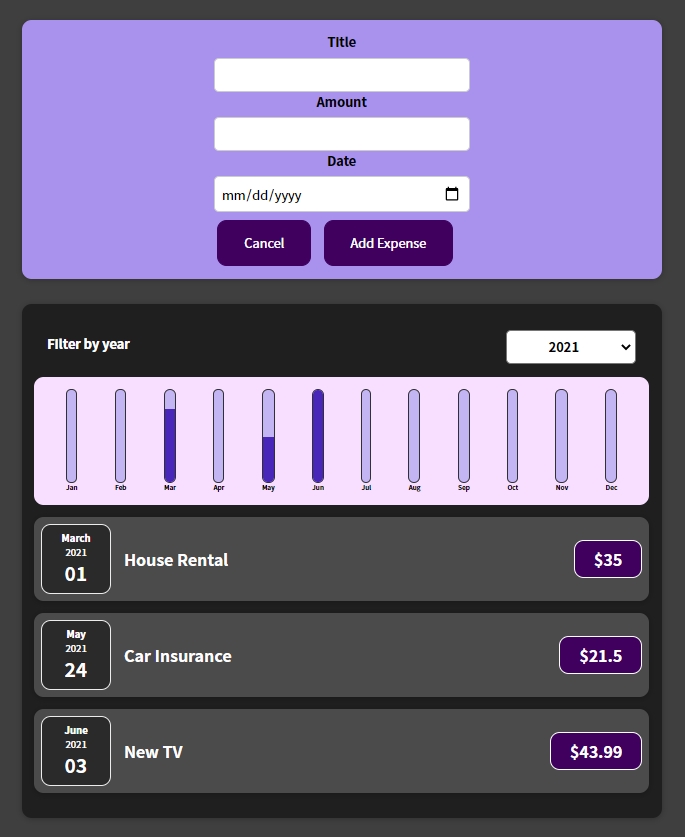 TItle
Amount
Date
mm/dd/yyyy
Cancel Add Expense
FIlter by year 2021
Jan Feb Mar Apr May Jun Jul Aug Sep Oct Nov Dec
March
2021
01
House Rental
$35
May
2021
24
Car Insurance
$21.5
June
2021
03
New TV
$43.99